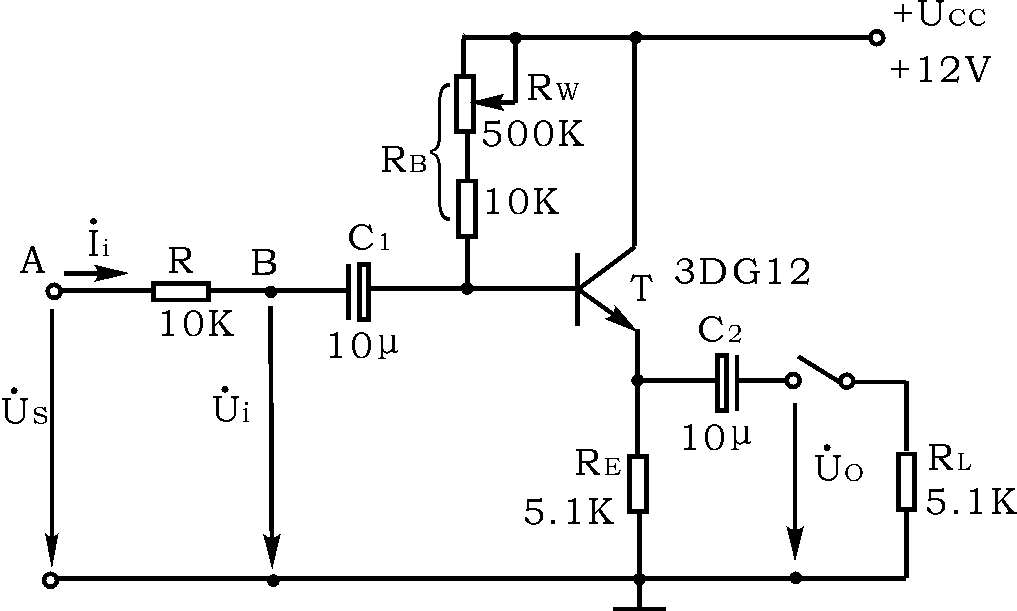 +UCC
+12V
RW
500K
RB
10K
İi
A
R
B
C1
10K
10μ
T
3DG12
C2
10μ
U̇S
U̇i
RE
5.1K
U̇O
RL
5.1K